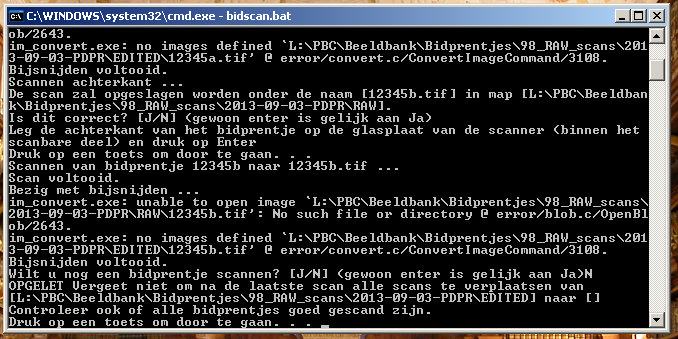 C:\WINDOWS\system32\cmd.exe - bidscan.bat
ob/2643.
im_convert.exe: no images defined `L:\PBC\Beeldbank\Bidprentjes\98_RAW_scans\201
3-09-03-PDPR\EDITED\12345a.tif' @ error/convert.c/ConvertImageCommand/3108.
Bijsnijden voltooid.
Scannen achterkant ...
De scan zal opgeslagen worden onder de naam [12345b.tif] in map [L:\PBC\Beeldban
k\Bidprentjes\98_RAW_scans\2013-09-03-PDPR\RAW].
Is dit correct? [J/N] (gewoon enter is gelijk aan Ja)
Leg de achterkant van het bidprentje op de glasplaat van de scanner (binnen het
scanbare deel) en druk op Enter
Druk op een toets om door te gaan. . .
Scannen van bidprentje 12345b naar 12345b.tif ...
Scan voltooid.
Bezig met bijsnijden ...
im_convert.exe: unable to open image `L:\PBC\Beeldbank\Bidprentjes\98_RAW_scans\
2013-09-03-PDPR\RAW\12345b.tif': No such file or directory @ error/blob.c/OpenBl
ob/2643.
im_convert.exe: no images defined `L:\PBC\Beeldbank\Bidprentjes\98_RAW_scans\201
3-09-03-PDPR\EDITED\12345b.tif' @ error/convert.c/ConvertImageCommand/3108.
Bijsnijden voltooid.
Wilt u nog een bidprentje scannen? [J/N] (gewoon enter is gelijk aan Ja)N
OPGELET Vergeet niet om na de laatste scan alle scans te verplaatsen van
[L:\PBC\Beeldbank\Bidprentjes\98_RAW_scans\2013-09-03-PDPR\EDITED] naar []
Controleer ook of alle bidprentjes goed gescand zijn.
Druk op een toets om door te gaan. . .